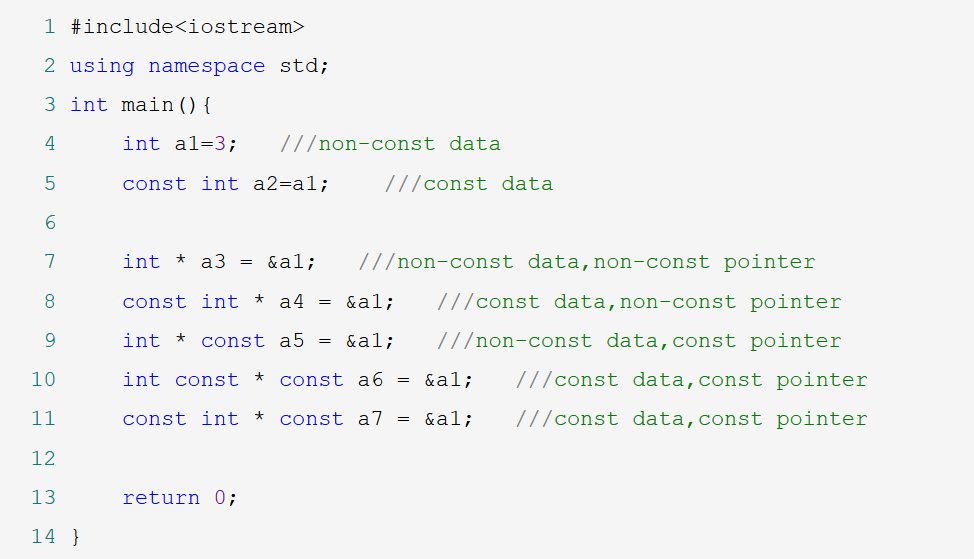 1 #include<iostream>
2 using namespace std;
3 int main(){
4     int a1=3;   ///non-const data
5     const int a2=a1;    ///const data
6
7     int * a3 = &a1;   ///non-const data,non-const pointer
8     const int * a4 = &a1;   ///const data,non-const pointer
9     int * const a5 = &a1;   ///non-const data,const pointer
10     int const * const a6 = &a1;   ///const data,const pointer
11     const int * const a7 = &a1;   ///const data,const pointer
12
13     return 0;
14 }